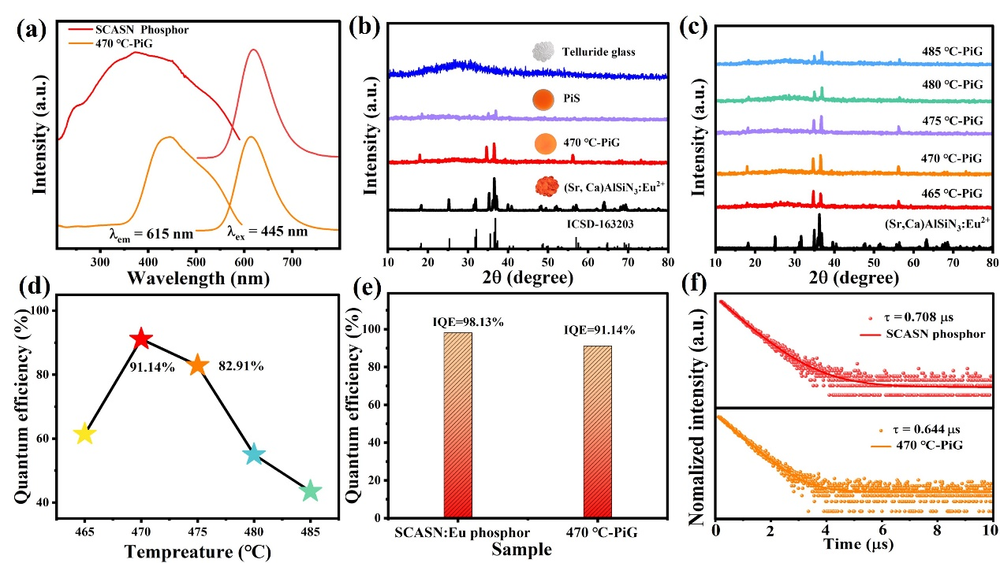 (a)
SCASN Phosphor
470 ℃-PiG
Intensity (a.u.)
λem = 615 nm
λex = 445 nm
300 400 500 600 700
Wavelength (nm)
(b)
Telluride glass
PiS
470 ℃-PiG
(Sr, Ca)AlSiN3:Eu2+
ICSD-163203
Intensity (a.u.)
10 20 30 40 50 60 70 80
2θ (degree)
(c)
485 ℃-PiG
480 ℃-PiG
475 ℃-PiG
470 ℃-PiG
465 ℃-PiG
(Sr,Ca)AlSiN3:Eu2+
Intensity (a.u.)
10 20 30 40 50 60 70 80
2θ (degree)
(d)
100
80
60
40
Quantum efficiency (%)
91.14%
82.91%
465 470 475 480 485
Tempreature (℃)
(e)
IQE=98.13%
IQE=91.14%
100
80
60
40
20
0
Quantum efficiency (%)
SCASN:Eu phosphor
470 ℃-PiG
Sample
(f)
τ = 0.708 μs
SCASN phosphor
τ = 0.644 μs
470 ℃-PiG
Nomalized intensity (a.u.)
0 2 4 6 8 10
Time (μs)